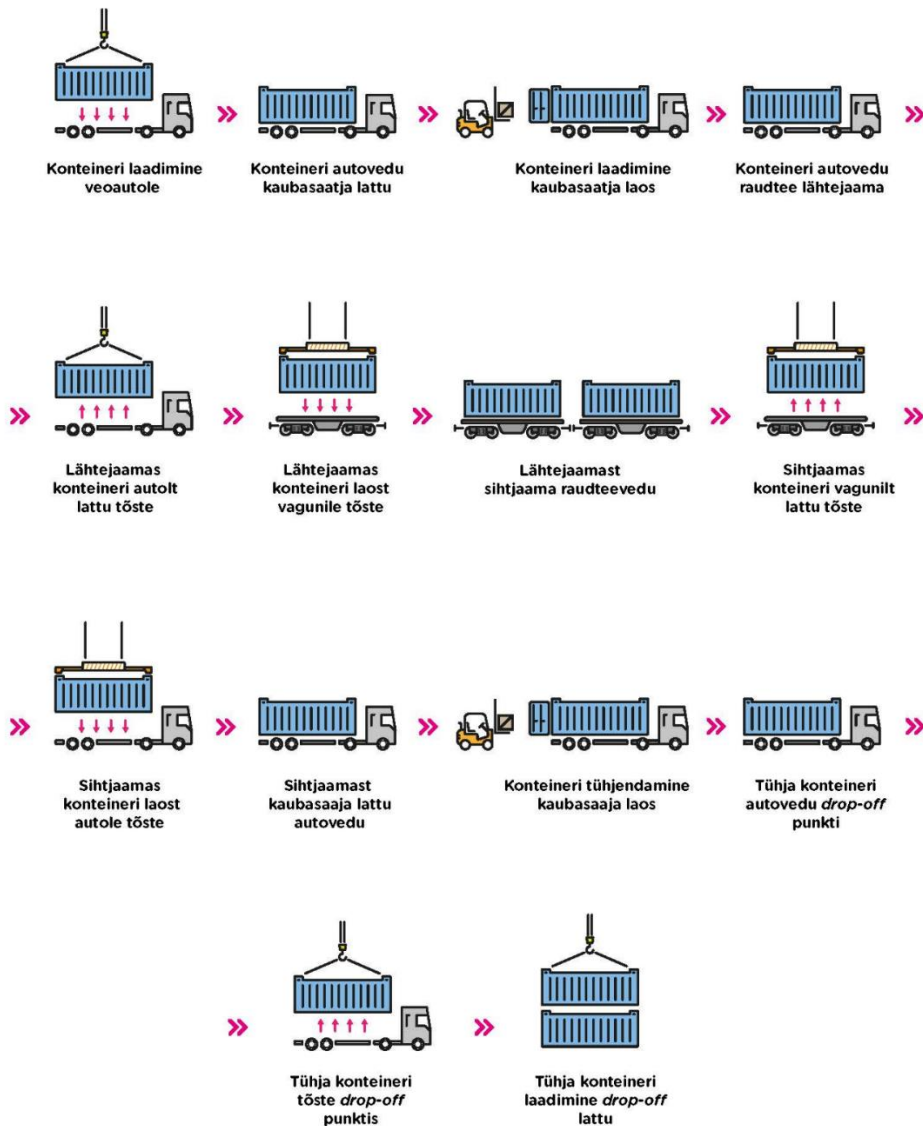 Konteineri laadimine
veoautole
Konteineri autovedu
kaubasaatja lattu
Konteineri laadimine
kaubasaatja laos
Konteineri autovedu
raudtee lähtejaama
Lähtejaamas
konteineri autolt
lattu tõste
Lähtejaamas
konteineri laost
vagunile tõste
Lähtejaamast
sihtjaama raudteevedu
Sihtjaamas
konteineri vagunilt
lattu tõste
Sihtjaamas
konteineri laost
autole tõste
Sihtjaamast
kaubasaaja lattu
autovedu
Konteineri tühjendamine
kaubasaaja laos
Tühja konteineri
autovedu drop-off
punkti
Tühja konteineri
tõste drop-off
punktis
Tühja konteineri
laadimine drop-off
lattu